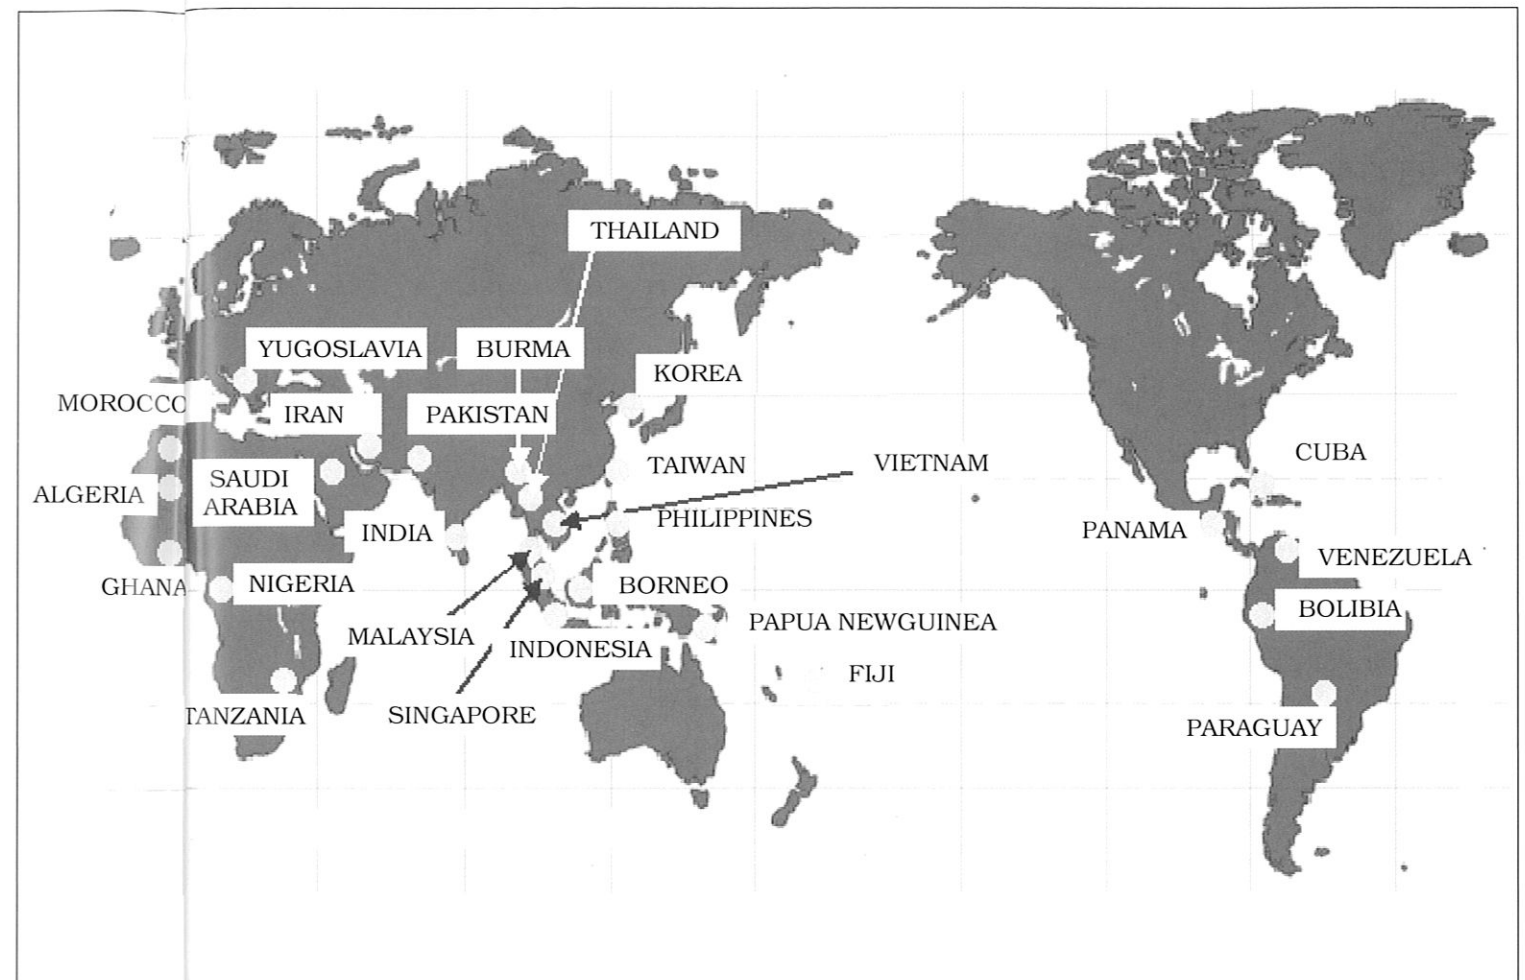 THAILAND
YUGOSLAVIA
BURMA
KOREA
MOROCCO
IRAN
PAKISTAN
CUBA
TAIWAN
VIETNAM
SAUDI
ARABIA
ALGERIA
PHILIPPINES
INDIA
PANAMA
VENEZUELA
GHANA
NIGERIA
BORNEO
BOLIBIA
PAPUA NEWGUINEA
MALAYSIA
INDONESIA
FIJI
TANZANIA
SINGAPORE
PARAGUAY